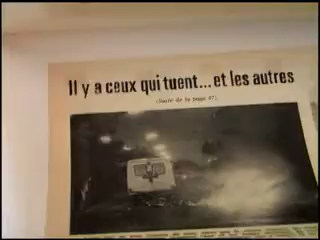 Il y a ceux qui tuent... et les autres
(Suite de la page 47)